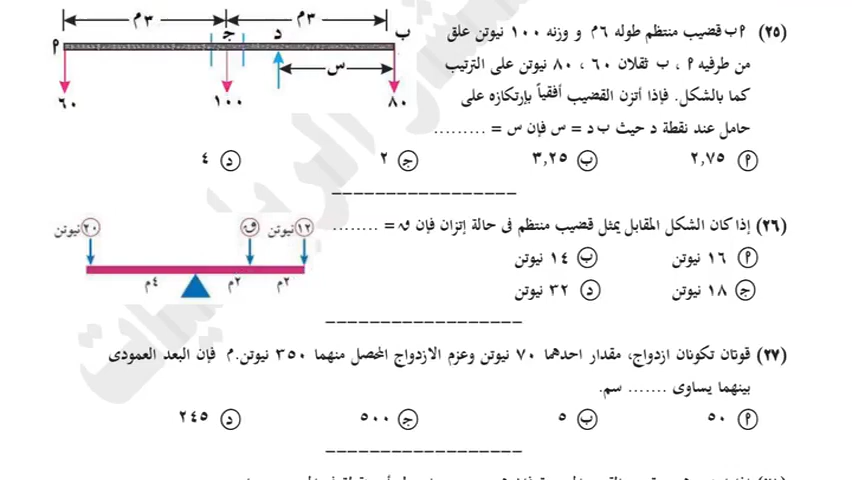 ٣م ٣م
م ج د ب
س
٦٠ ١٠٠ ٨٠
(٢٥) م ب قضيب منتظم طوله ٦م و وزنه ١٠٠ نيوتن علق
من طرفيه م ، ب ثقلان ٦٠ ، ٨٠ نيوتن على الترتيب
كما بالشكل. فإذا أتزن القضيب أفقياً بإرتكازه على
حامل عند نقطة د حيث ب د = س فإن س = .........
م ٢,٧٥ ب ٣,٢٥ ج ٢ د ٤
(٢٦) إذا كان الشكل المقابل يمثل قضيب منتظم فى حالة إتزان فإن ق = ........
٢٠ نيوتن ق ١٢ نيوتن
٤م ٢م ٢م
م ١٦ نيوتن ب ١٤ نيوتن
ج ١٨ نيوتن د ٣٢ نيوتن
(٢٧) قوتان تكونان ازدواج، مقدار احدهما ٧٠ نيوتن وعزم الازدواج المحصل منهما ٣٥٠ نيوتن.م فإن البعد العمودى
بينهما يساوى ....... سم.
م ٥٠ ب ٥ ج ٥٠٠ د ٢٤٥